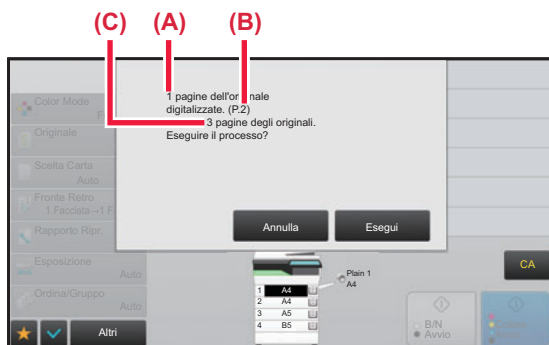 (C) (A) (B)
1 pagine dell'originale
digitalizzate. (P.2)
3 pagine degli originali.
Eseguire il processo?
Annulla
Esegui
Color Mode
Originale
Scelta Carta
Auto
Fronte Retro
1 Facciata→1 F
Rapporto Ripr.
Esposizione
Auto
Ordina/Gruppo
Auto
Altri
Plain 1
A4
1 A4
2 A4
3 A5
4 B5
CA
B/N
Avvio
Avvio